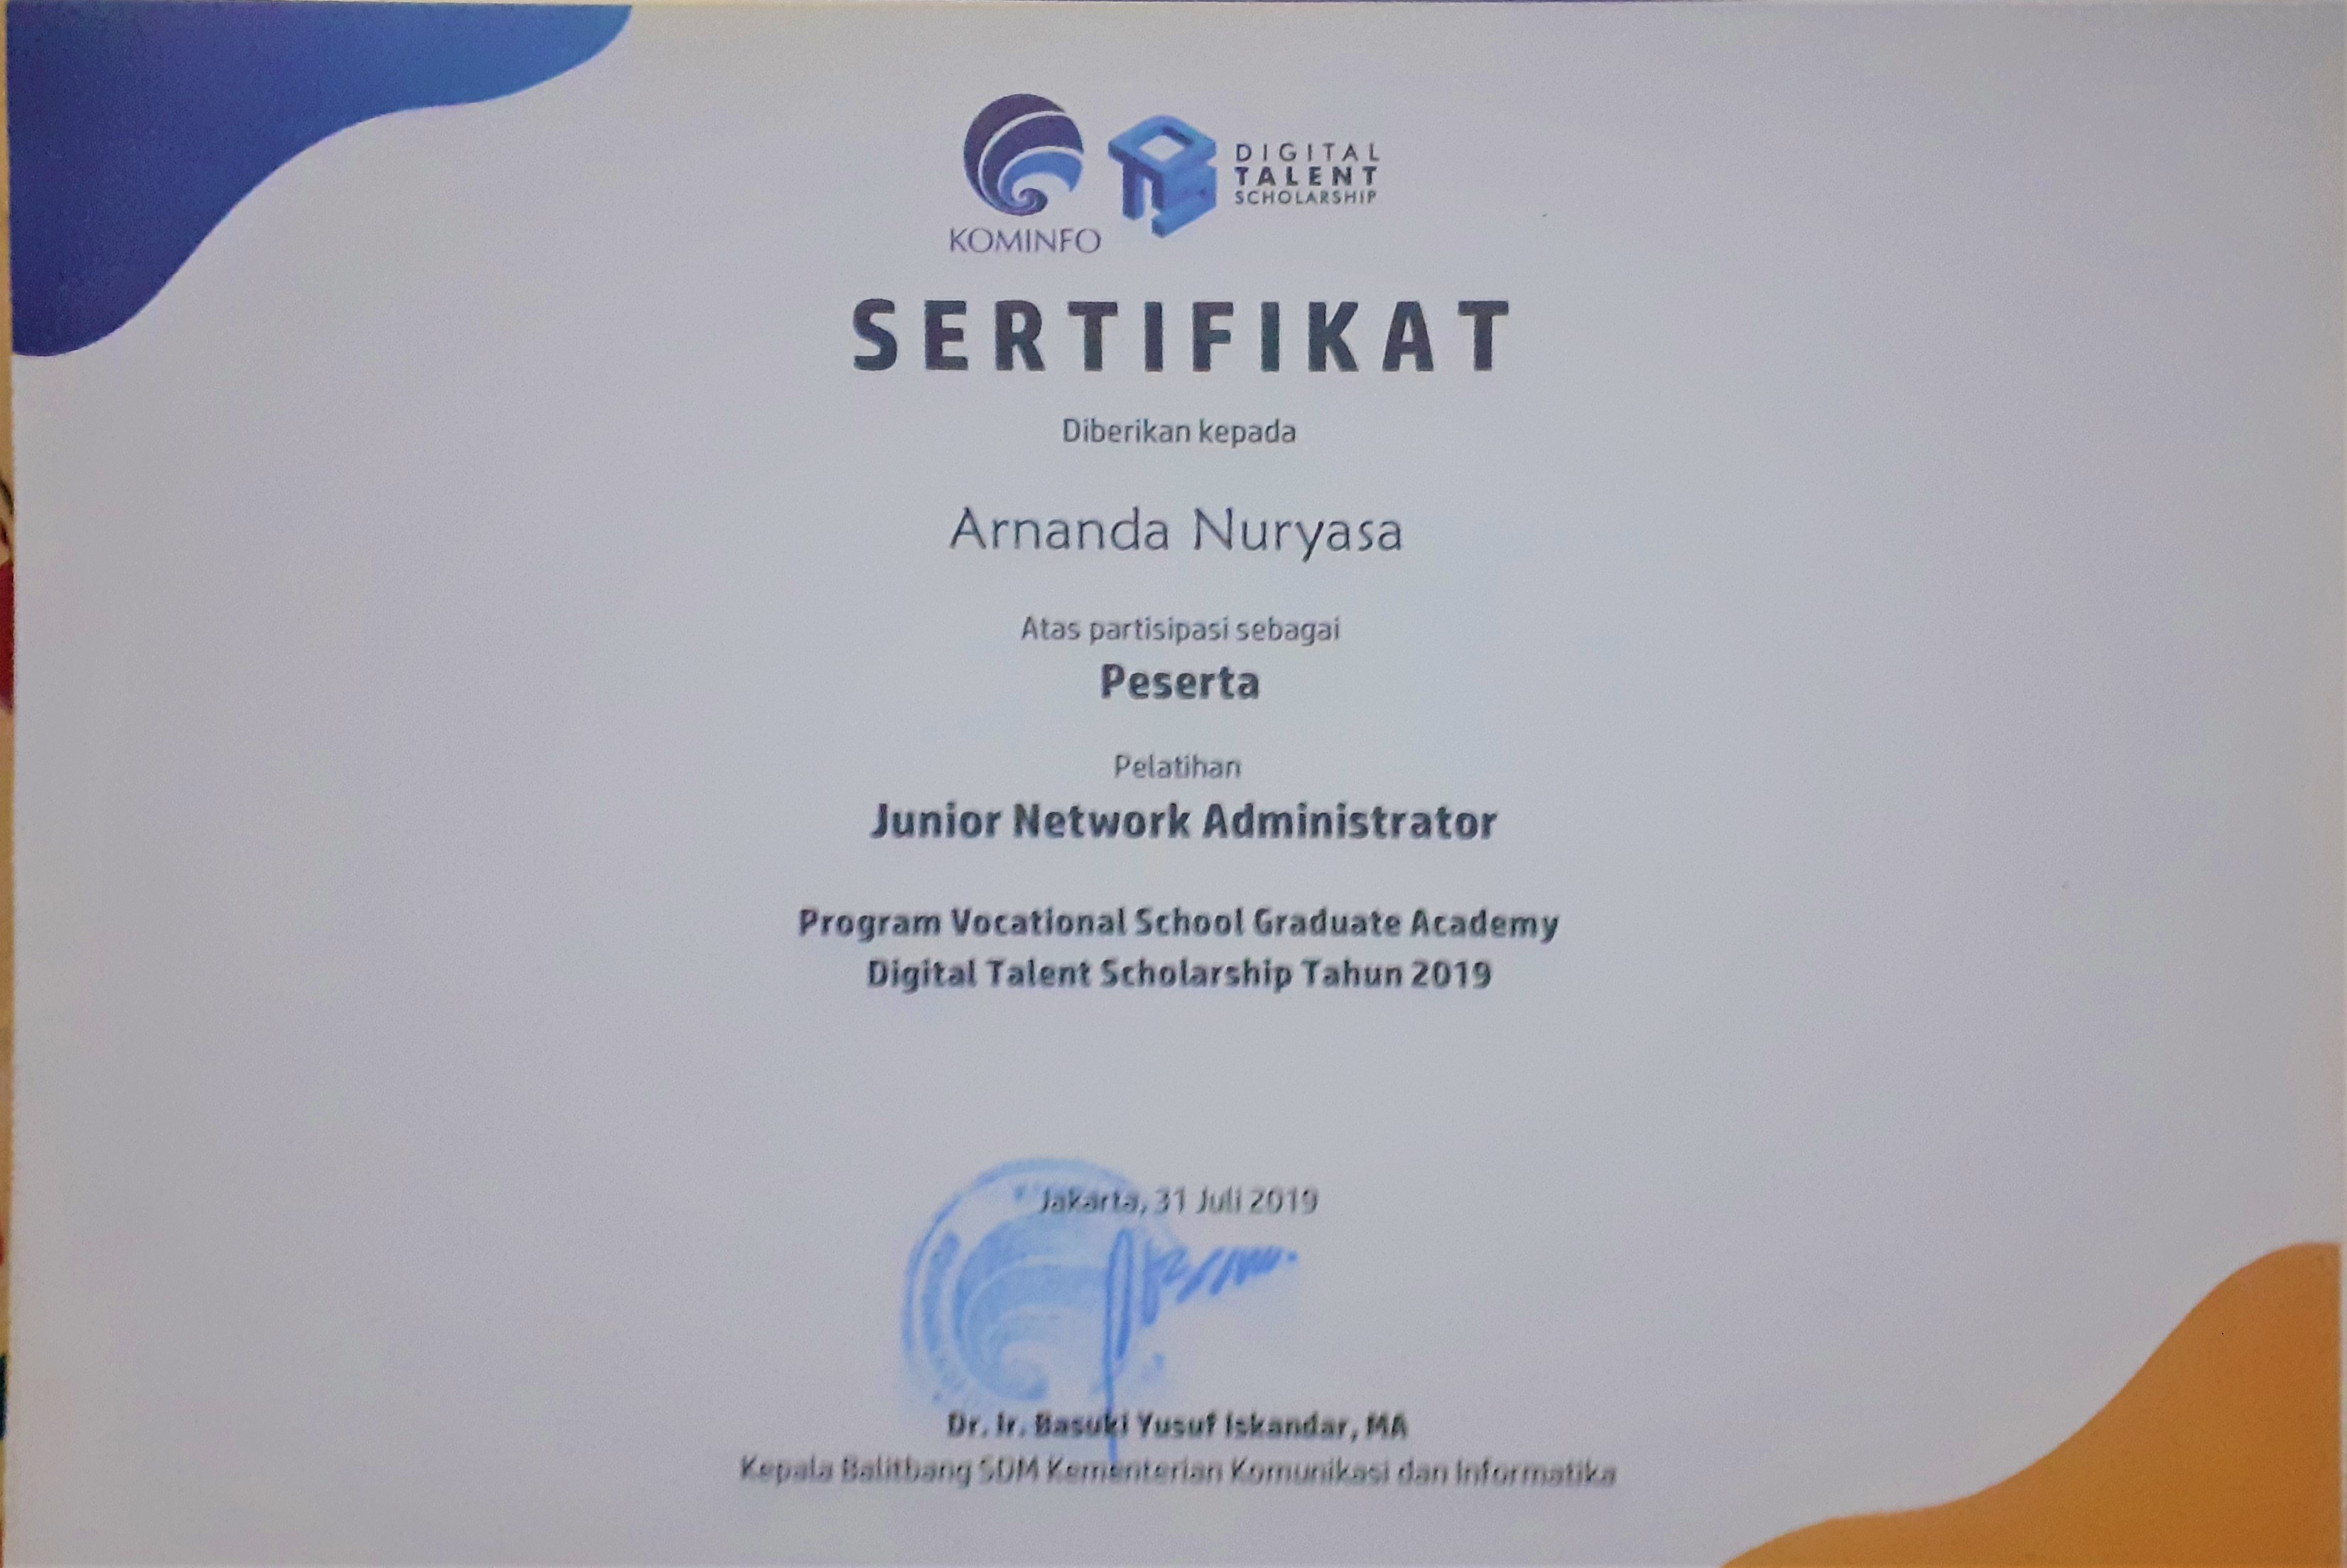 KOMINFO
DIGITAL
TALENT
SCHOLARSHIP
SERTIFIKAT
Diberikan kepada
Arnanda Nuryasa
Atas partisipasi sebagai
Peserta
Pelatihan
Junior Network Administrator
Program Vocational School Graduate Academy
Digital Talent Scholarship Tahun 2019
Jakarta, 31 Juli 2019
Dr. Ir. Basuki Yusuf Iskandar, MA
Kepala Balitbang SDM Kementerian Komunikasi dan Informatika